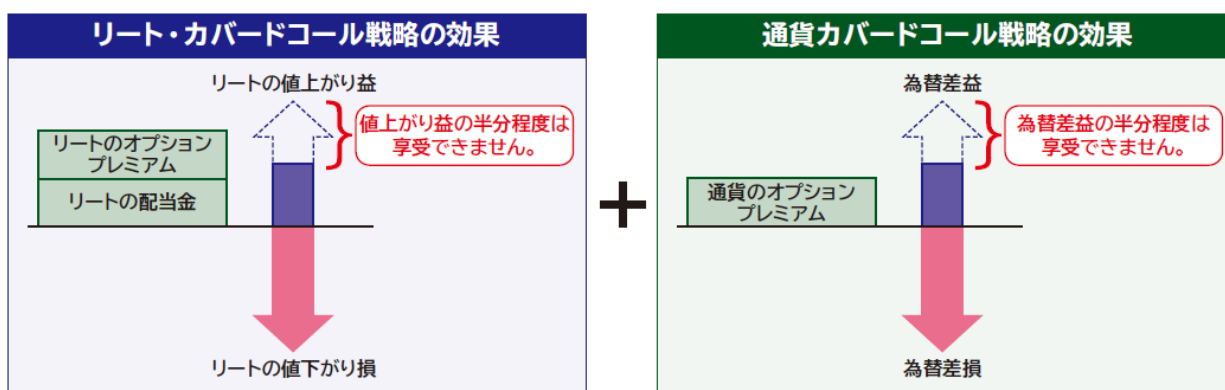 リート・カバードコール戦略の効果
リートの値上がり益
値上がり益の半分程度は
享受できません。
リートのオプション
プレミアム
リートの配当金
リートの値下がり損
+
通貨カバードコール戦略の効果
為替差益
為替差益の半分程度は
享受できません。
通貨のオプション
プレミアム
為替差損